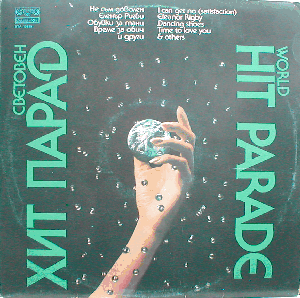 Не съм доволен
Елинор Ригби
Обувки за танц
Време за обич
и други
I can get no (satisfaction)
Eleanor Rigby
Dancing shoes
Time to love you
& others
СВЕТОВЕН
ХИТ ПАРАД
WORLD
HIT PARADE